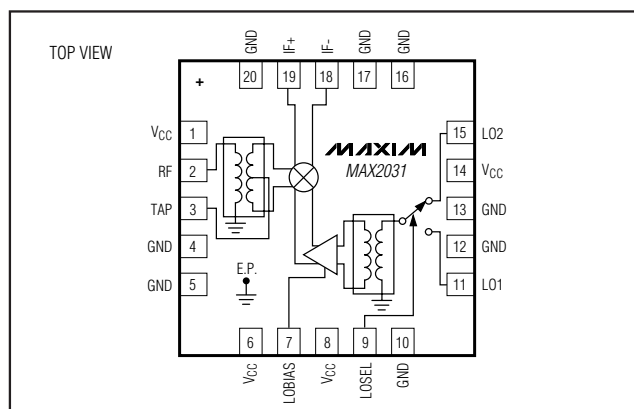 TOP VIEW
GND
IF+
IF-
GND
GND
20
19
18
17
16
+
MAXIM
MAX2031
VCC
1
RF
2
TAP
3
GND
4
GND
5
15
LO2
14
VCC
13
GND
12
GND
11
LO1
E.P.
6
7
8
9
10
VCC
LOBIAS
VCC
LOSEL
GND